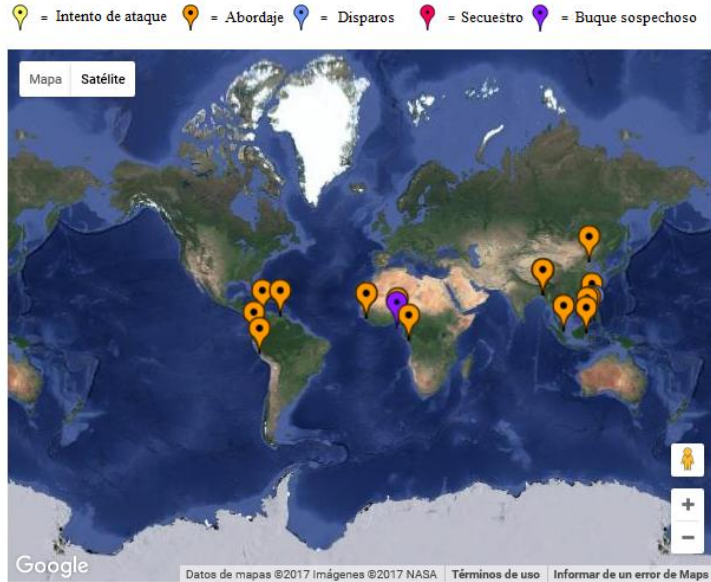 = Intento de ataque = Abordaje = Disparos = Secuestro = Buque sospechoso
Mapa Satélite
+
−
Google
Datos de mapas ©2017 Imágenes ©2017 NASA Términos de uso Informar de un error de Maps